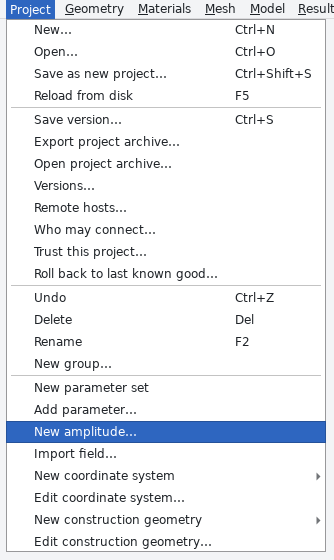 Project Geometry Materials Mesh Model Result
New... Ctrl+N
Open... Ctrl+O
Save as new project... Ctrl+Shift+S
Reload from disk F5
Save version... Ctrl+S
Export project archive...
Open project archive...
Versions...
Remote hosts...
Who may connect...
Trust this project...
Roll back to last known good...
Undo Ctrl+Z
Delete Del
Rename F2
New group...
New parameter set
Add parameter...
New amplitude...
Import field...
New coordinate system
Edit coordinate system...
New construction geometry
Edit construction geometry...